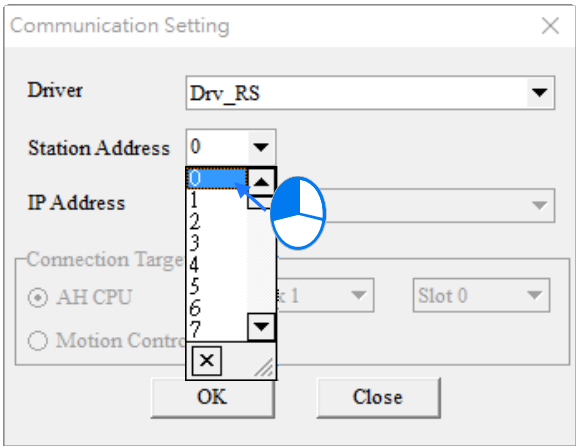 Communication Setting
Driver
Drv_RS
Station Address
0
0
1
2
3
4
5
6
7
IP Address
Connection Targe
AH CPU
1
Slot 0
Motion Contro
OK
Close